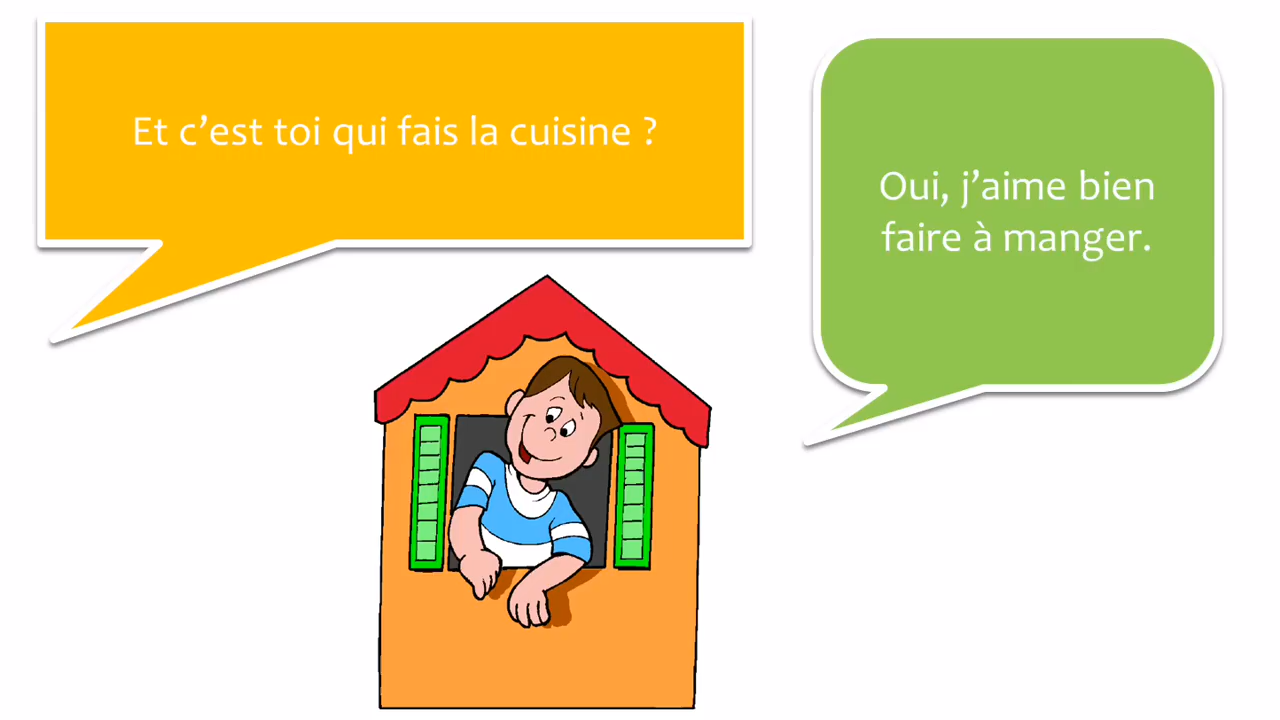 Et c’est toi qui fais la cuisine ?
Oui, j’aime bien
faire à manger.